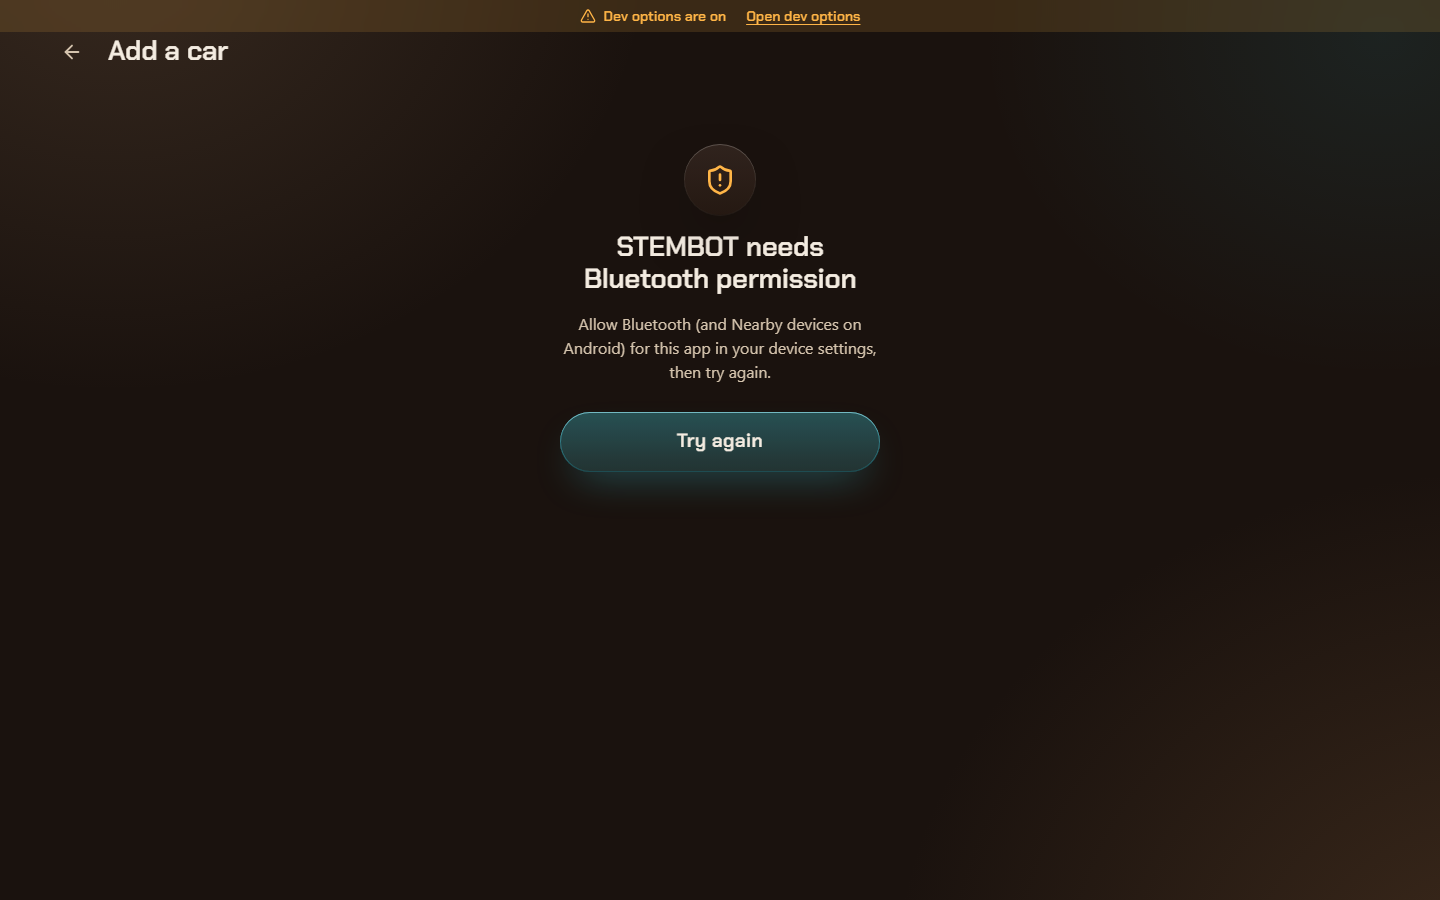 Dev options are on Open dev options
Add a car
STEMBOT needs
Bluetooth permission
Allow Bluetooth (and Nearby devices on
Android) for this app in your device settings,
then try again.
Try again